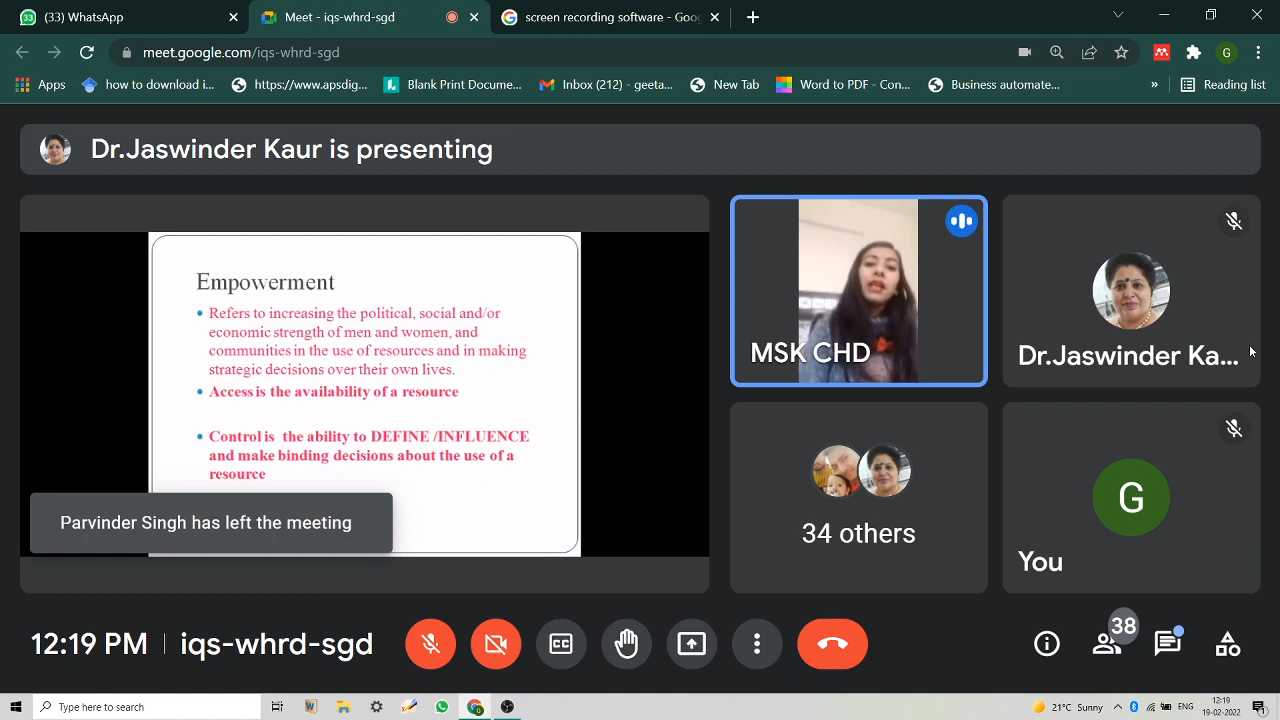 (33) WhatsApp
Meet - iqs-whrd-sgd
screen recording software - Goo
meet.google.com/iqs-whrd-sgd
G
Apps
how to download i...
https://www.apsdig...
Blank Print Docume...
Inbox (212) - geeta...
New Tab
Word to PDF - Con...
Business automate...
»
Reading list
Dr.Jaswinder Kaur is presenting
Empowerment
• Refers to increasing the political, social and/or
economic strength of men and women, and
communities in the use of resources and in making
strategic decisions over their own lives.
• Access is the availability of a resource
• Control is the ability to DEFINE /INFLUENCE
and make binding decisions about the use of a
resource
Parvinder Singh has left the meeting
MSK CHD
Dr.Jaswinder Ka...
34 others
G
You
12:19 PM | iqs-whrd-sgd
38
Type here to search
21°C Sunny
ENG
12:19
19-02-2022
1